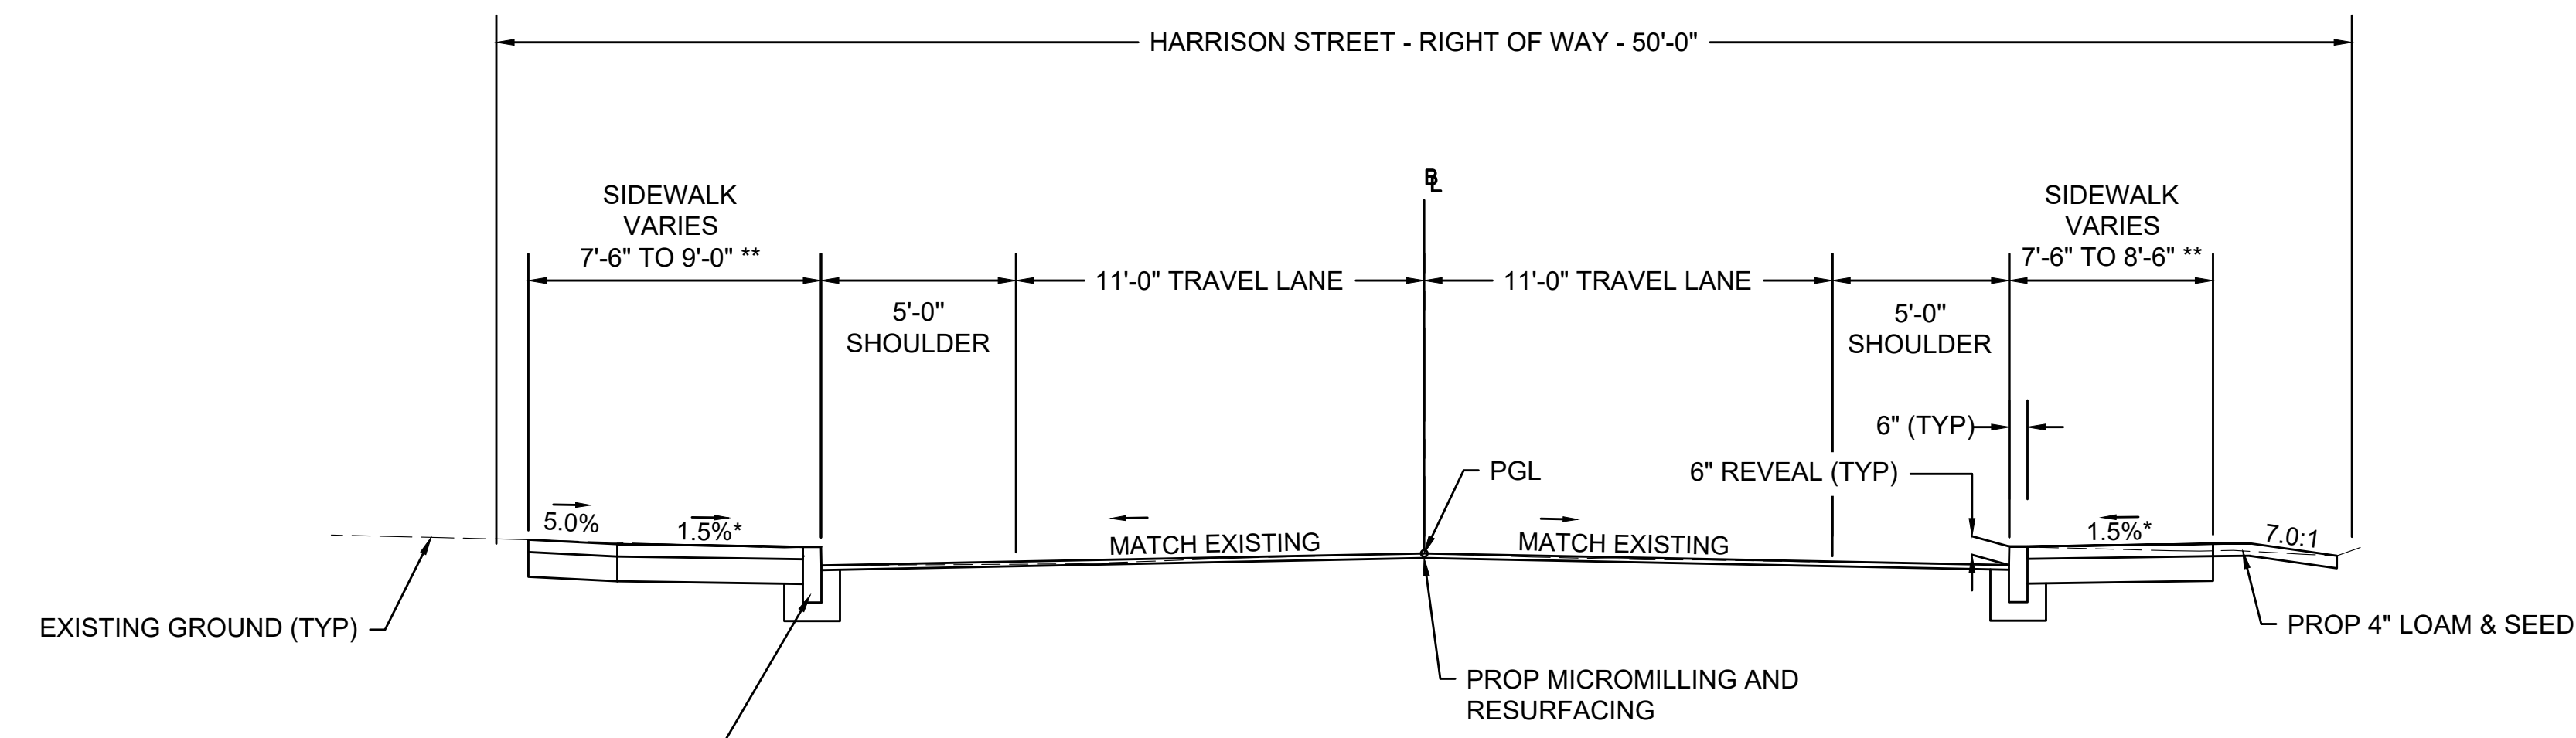 HARRISON STREET - RIGHT OF WAY - 50'-0"
BL
SIDEWALK
VARIES
7'-6" TO 9'-0" **
SIDEWALK
VARIES
7'-6" TO 8'-6" **
11'-0" TRAVEL LANE
11'-0" TRAVEL LANE
5'-0"
SHOULDER
5'-0"
SHOULDER
6" (TYP)
6" REVEAL (TYP)
PGL
5.0%
1.5%*
MATCH EXISTING
MATCH EXISTING
1.5%*
7.0:1
EXISTING GROUND (TYP)
PROP 4" LOAM & SEED
PROP MICROMILLING AND
RESURFACING